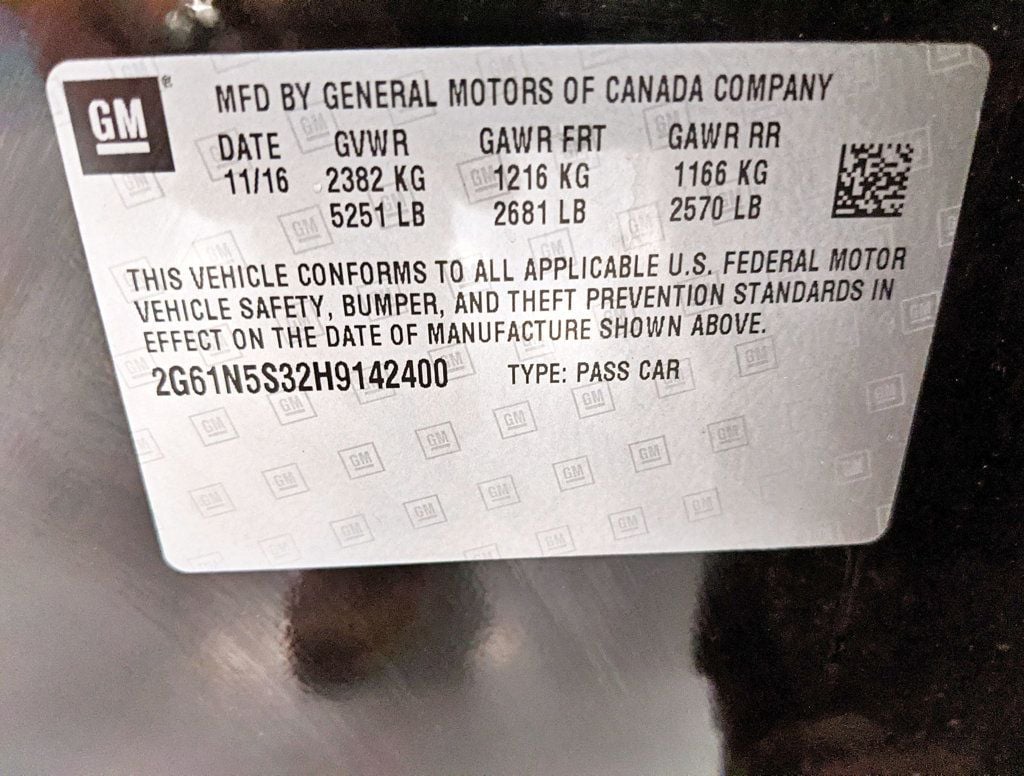 GM® MFD BY GENERAL MOTORS OF CANADA COMPANY
DATE GVWR GAWR FRT GAWR RR
11/16 2382 KG 1216 KG 1166 KG
5251 LB 2681 LB 2570 LB
THIS VEHICLE CONFORMS TO ALL APPLICABLE U.S. FEDERAL MOTOR
VEHICLE SAFETY, BUMPER, AND THEFT PREVENTION STANDARDS IN
EFFECT ON THE DATE OF MANUFACTURE SHOWN ABOVE.
2G61N5S32H9142400 TYPE: PASS CAR